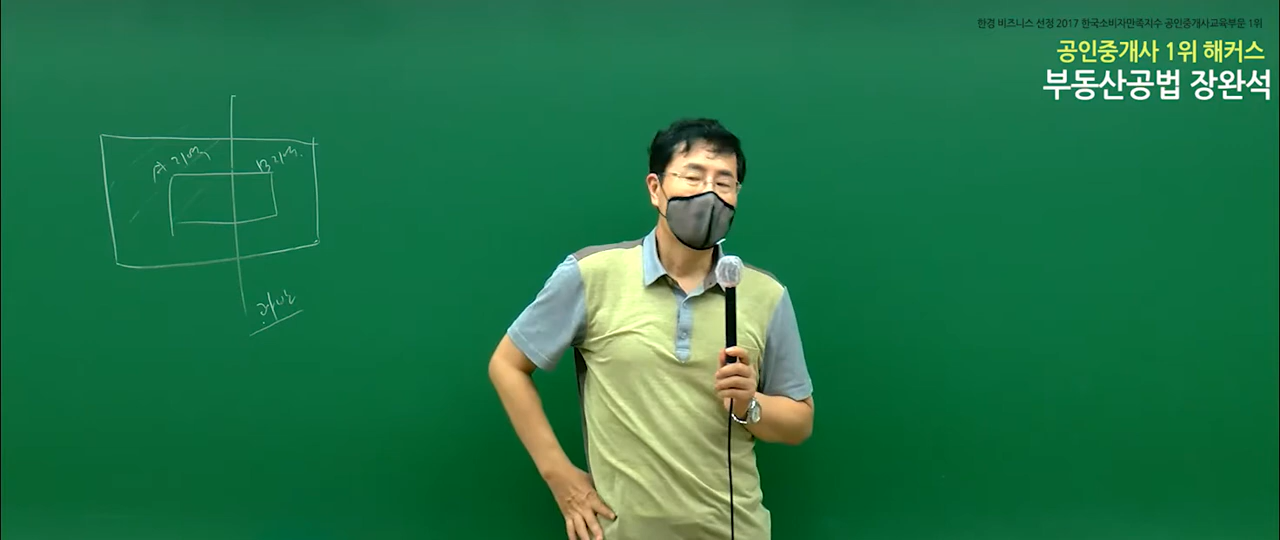 한경 비즈니스 선정 2017 한국소비자만족지수 공인중개사교육부문 1위
공인중개사 1위 해커스
부동산공법 장완석
A 지역
B 지역